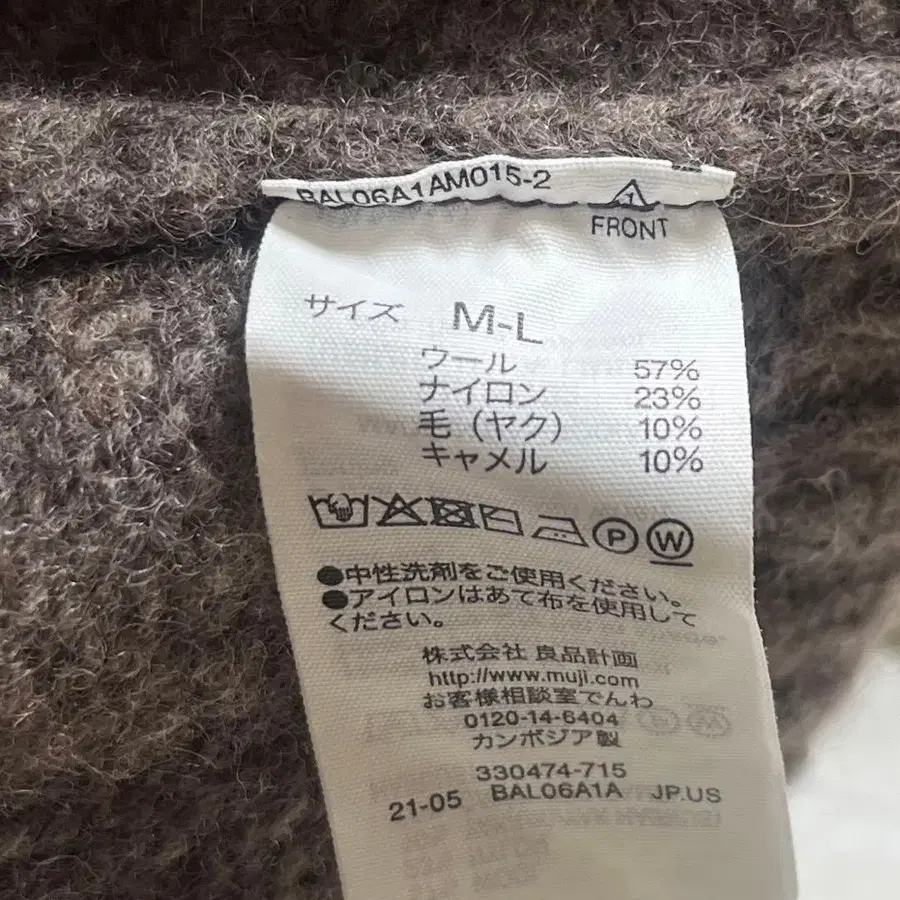 BAL06A1AM015-2
1
FRONT
サイズ M-L
ウール 57%
ナイロン 23%
毛（ヤク） 10%
キャメル 10%
P W
●中性洗剤をご使用ください。
●アイロンはあて布を使用して
ください。
株式会社 良品計画
http://www.muji.com
お客様相談室でんわ
0120-14-6404
カンボジア製
330474-715
21-05 BAL06A1A JP.US